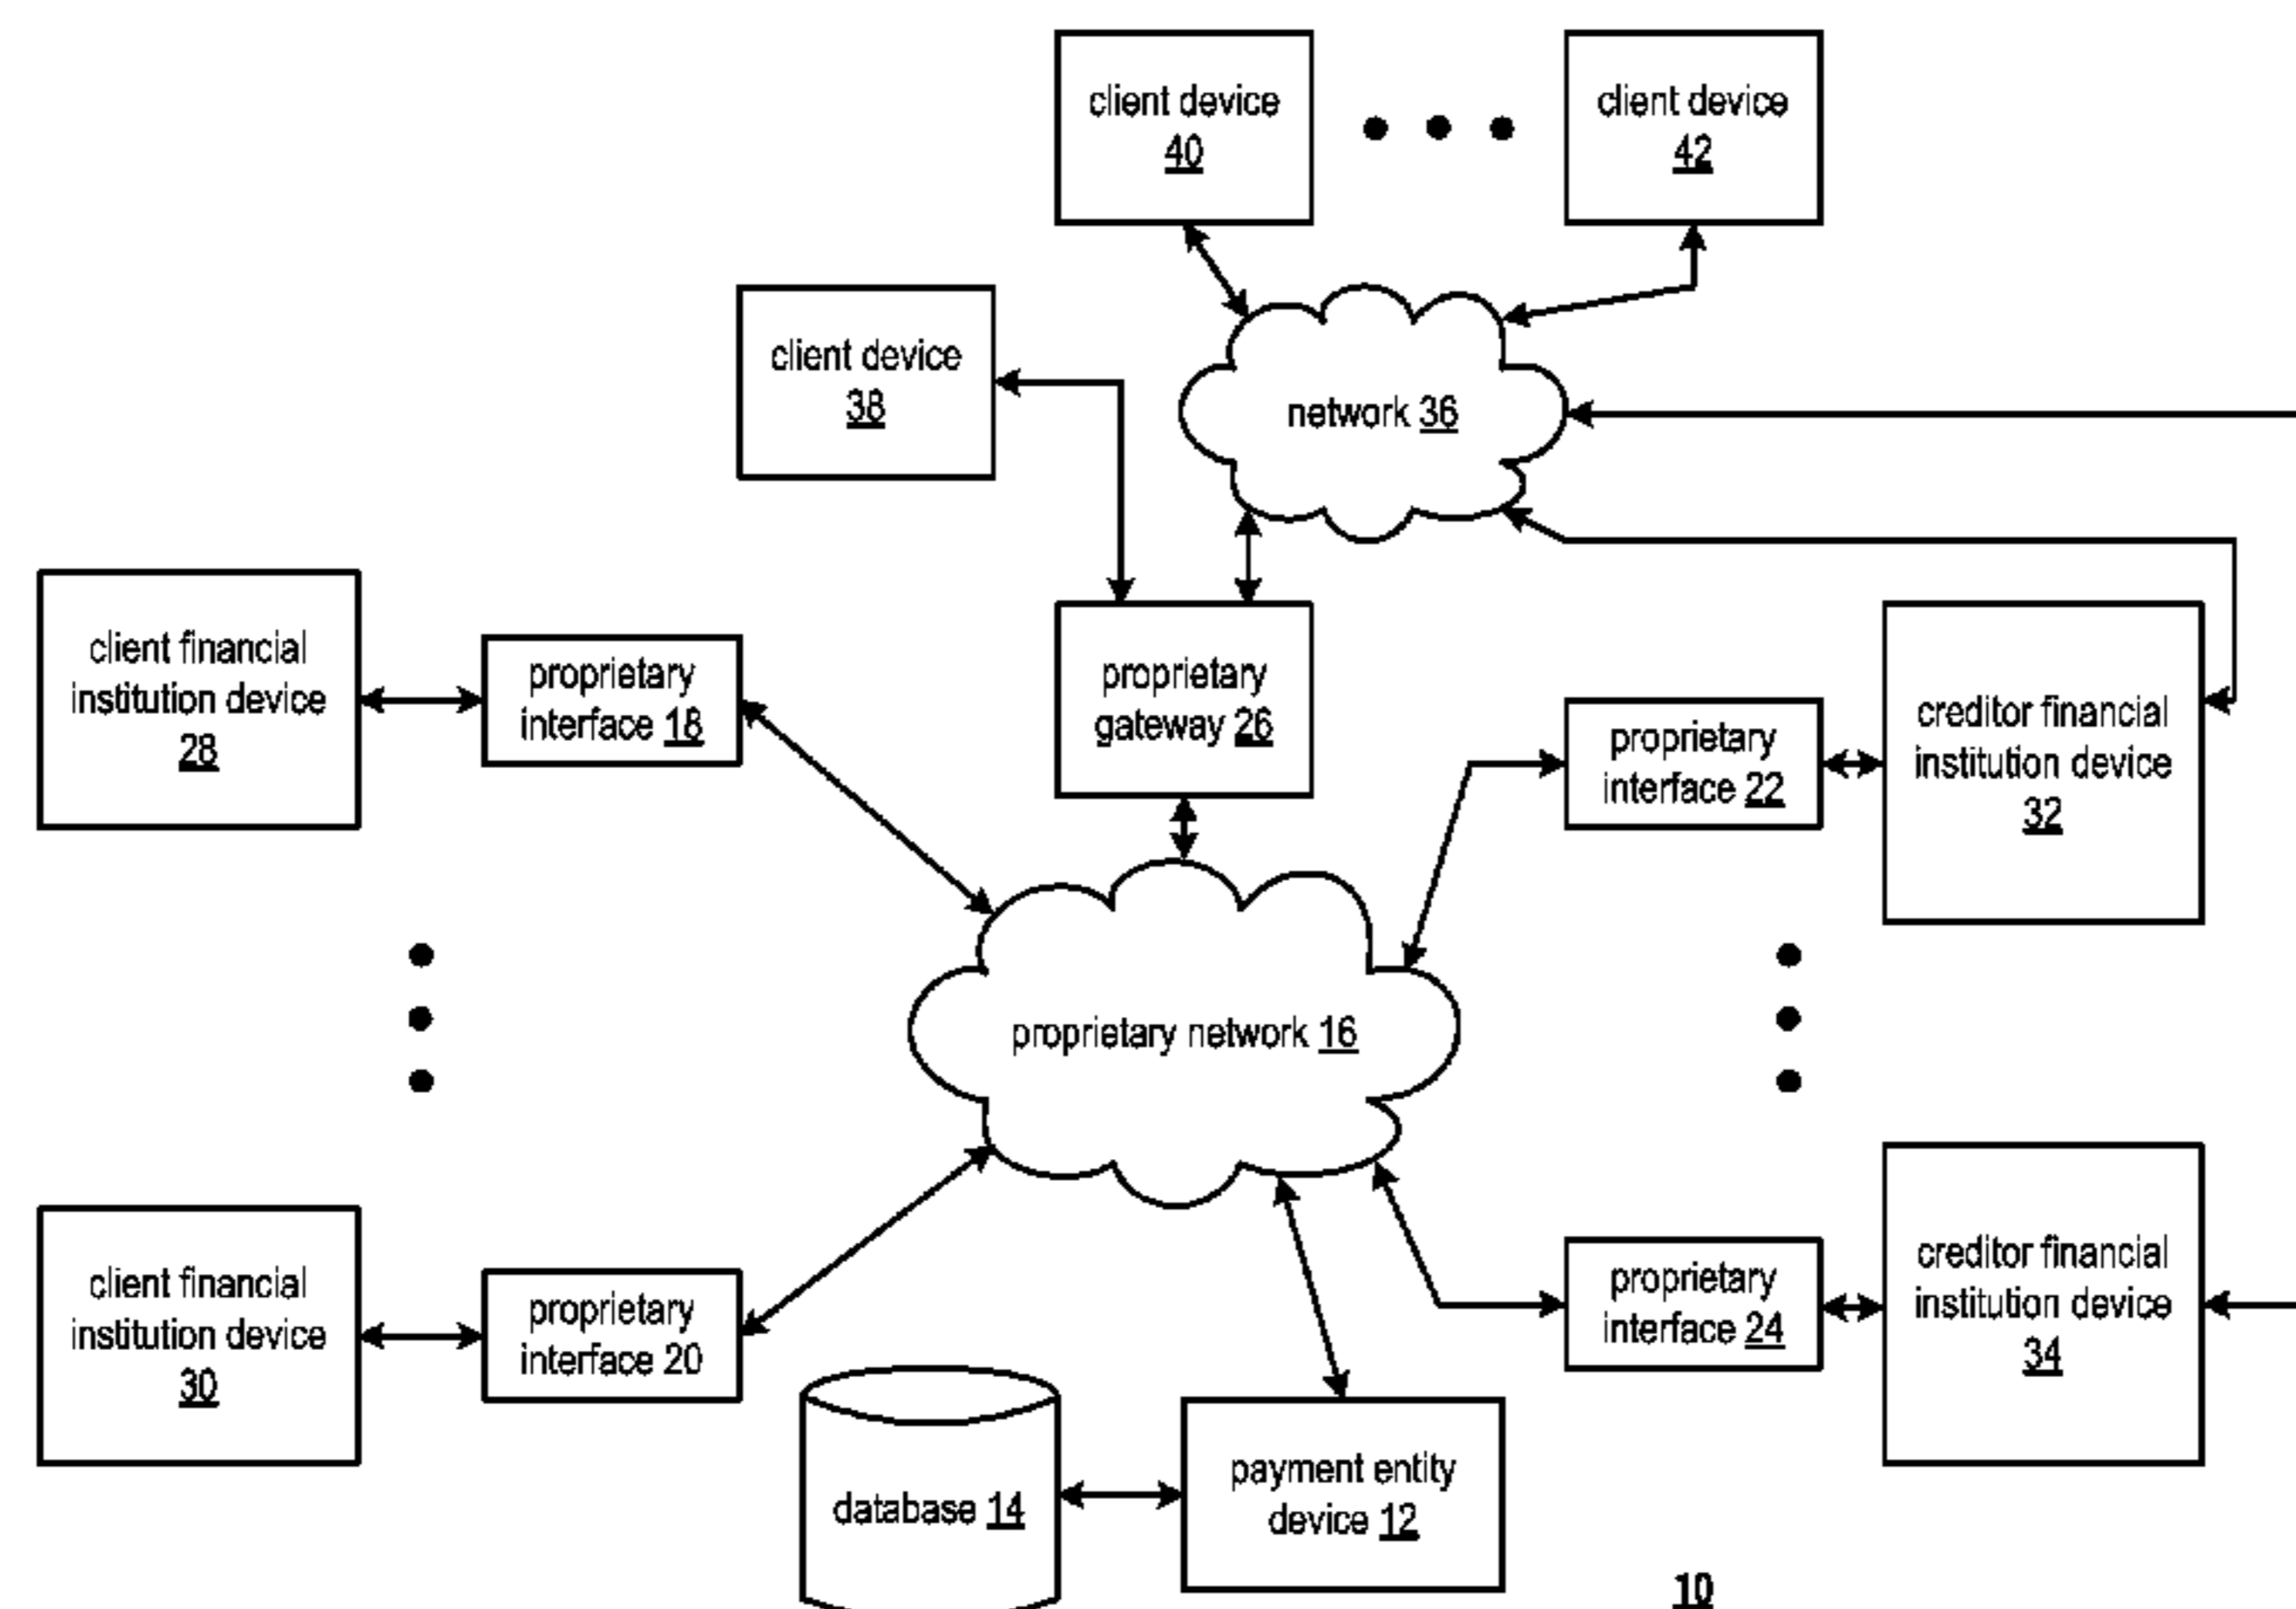 client device
40
client device
42
client device
38
network 36
client financial
institution device
28
proprietary
interface 18
proprietary
gateway 26
proprietary
interface 22
creditor financial
institution device
32
proprietary network 16
client financial
institution device
30
proprietary
interface 20
proprietary
interface 24
creditor financial
institution device
34
database 14
payment entity
device 12
10